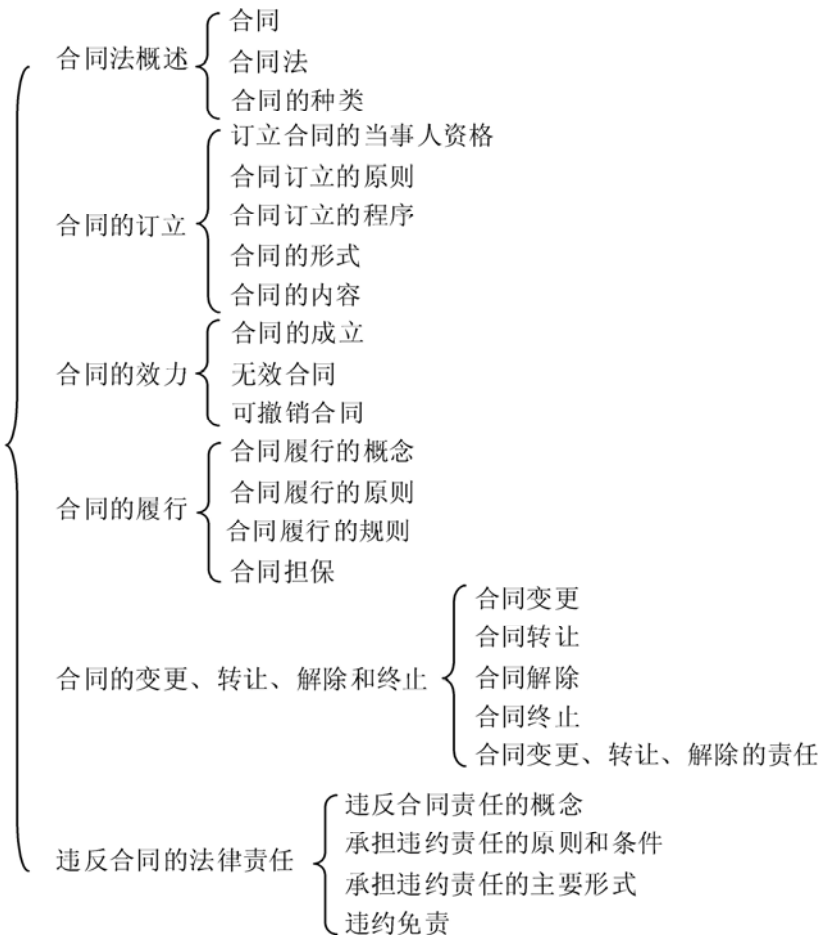 合同法概述
合同
合同法
合同的种类
合同的订立
订立合同的当事人资格
合同订立的原则
合同订立的程序
合同的形式
合同的内容
合同的效力
合同的成立
无效合同
可撤销合同
合同的履行
合同履行的概念
合同履行的原则
合同履行的规则
合同担保
合同的变更、转让、解除和终止
合同变更
合同转让
合同解除
合同终止
合同变更、转让、解除的责任
违反合同的法律责任
违反合同责任的概念
承担违约责任的原则和条件
承担违约责任的主要形式
违约免责